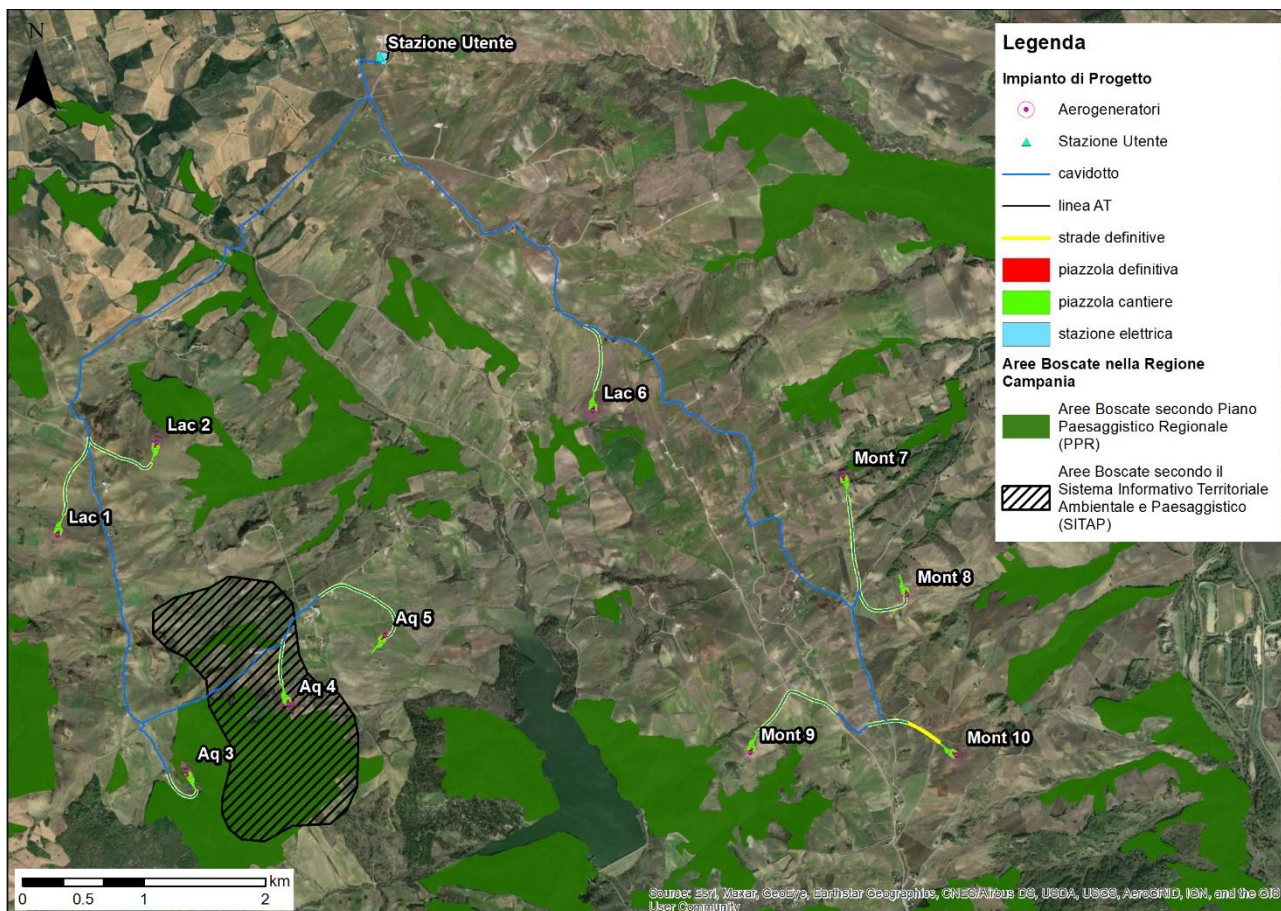 N
Stazione Utente
Lac 6
Lac 2
Mont 7
Lac 1
Mont 8
Aq 5
Aq 4
Mont 9
Mont 10
Aq 3
km
0
0.5
1
2
Legenda
Impianto di Progetto
Aerogeneratori
Stazione Utente
cavidotto
linea AT
strade definitive
piazzola definitiva
piazzola cantiere
stazione elettrica
Aree Boscate nella Regione
Campania
Aree Boscate secondo Piano
Paesaggistico Regionale
(PPR)
Aree Boscate secondo il
Sistema Informativo Territoriale
Ambientale e Paesaggistico
(SITAP)
Source: Esri, Maxar, GeoEye, Earthstar Geographics, CNES/Airbus DS, USDA, USGS, AeroGRID, IGN, and the GIS
User Community